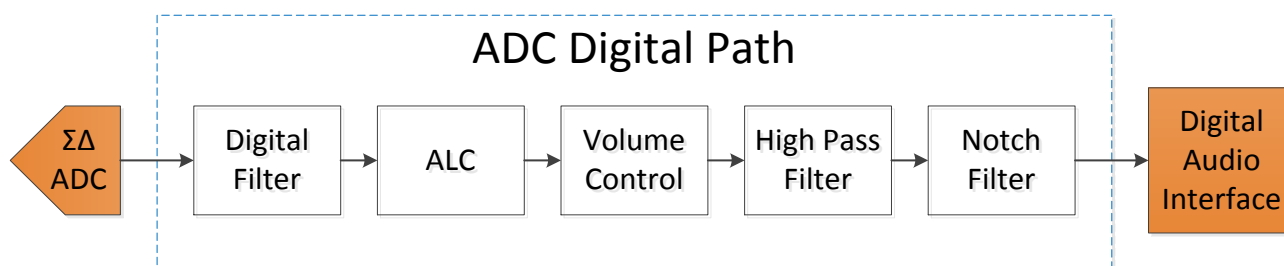 ADC Digital Path
ΣΔ
ADC
Digital
Filter
ALC
Volume
Control
High Pass
Filter
Notch
Filter
Digital
Audio
Interface